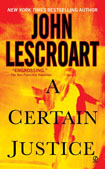 NEW YORK TIMES BESTSELLING AUTHOR
JOHN
LESCROART
"ENGROSSING."
A
CERTAIN
JUSTICE